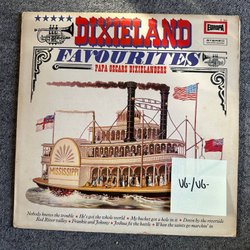 DIXIELAND
EUROPA
FAVOURITES
PAPA OSCARS DIXIELANDERS
MISSISSIPPI
VG-/VG-
Nobody knows the trouble • He's got the whole world • My bucket got a hole in it • Down by the riverside
Red River valley • Frankie and Johnny • Joshua fit the battle • When the saints go marchin' in